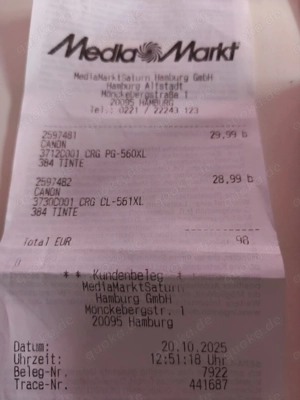 Media Markt
MediaMarktSaturn Hamburg GmbH
Hamburg Altstadt
Mönckebergstraße 1
20095 HAMBURG
Tel.: 0221 / 22243 123
2597481 29,99 b
CANON
3712C001 CRG PG-560XL
384 TINTE
2597482 28,99 b
CANON
3730C001 CRG CL-561XL
384 TINTE
Total EUR 98
* * Kundenbeleg *
MediaMarktSaturn
Hamburg GmbH
Mönckebergstr. 1
20095 Hamburg
Datum: 20.10.2025
Uhrzeit: 12:51:18 Uhr
Beleg-Nr. 7922
Trace-Nr. 441687